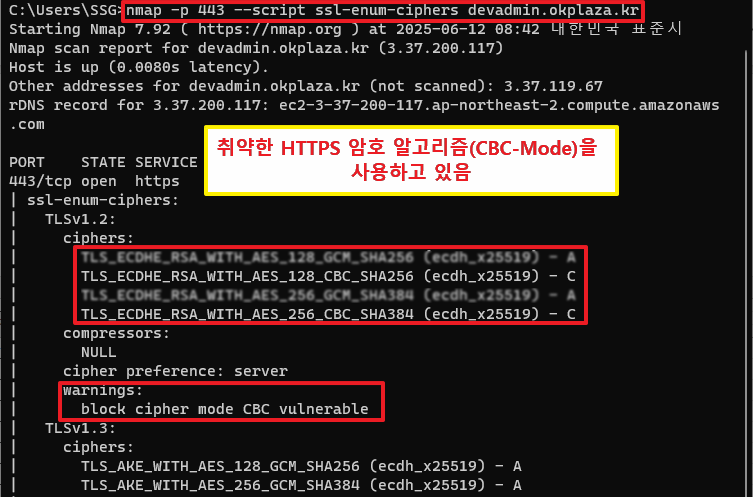 C:\Users\SSG>nmap -p 443 --script ssl-enum-ciphers devadmin.okplaza.kr
Starting Nmap 7.92 ( https://nmap.org ) at 2025-06-12 08:42 대한민국 표준시
Nmap scan report for devadmin.okplaza.kr (3.37.200.117)
Host is up (0.0080s latency).
Other addresses for devadmin.okplaza.kr (not scanned): 3.37.119.67
rDNS record for 3.37.200.117: ec2-3-37-200-117.ap-northeast-2.compute.amazonaws
.com
취약한 HTTPS 암호 알고리즘(CBC-Mode)을
사용하고 있음
PORT    STATE SERVICE
443/tcp open  https
| ssl-enum-ciphers:
|   TLSv1.2:
|     ciphers:
|       TLS_ECDHE_RSA_WITH_AES_128_GCM_SHA256 (ecdh_x25519) - A
|       TLS_ECDHE_RSA_WITH_AES_128_CBC_SHA256 (ecdh_x25519) - C
|       TLS_ECDHE_RSA_WITH_AES_256_GCM_SHA384 (ecdh_x25519) - A
|       TLS_ECDHE_RSA_WITH_AES_256_CBC_SHA384 (ecdh_x25519) - C
|     compressors:
|       NULL
|     cipher preference: server
|     warnings:
|       block cipher mode CBC vulnerable
|   TLSv1.3:
|     ciphers:
|       TLS_AKE_WITH_AES_128_GCM_SHA256 (ecdh_x25519) - A
|       TLS_AKE_WITH_AES_256_GCM_SHA384 (ecdh_x25519) - A